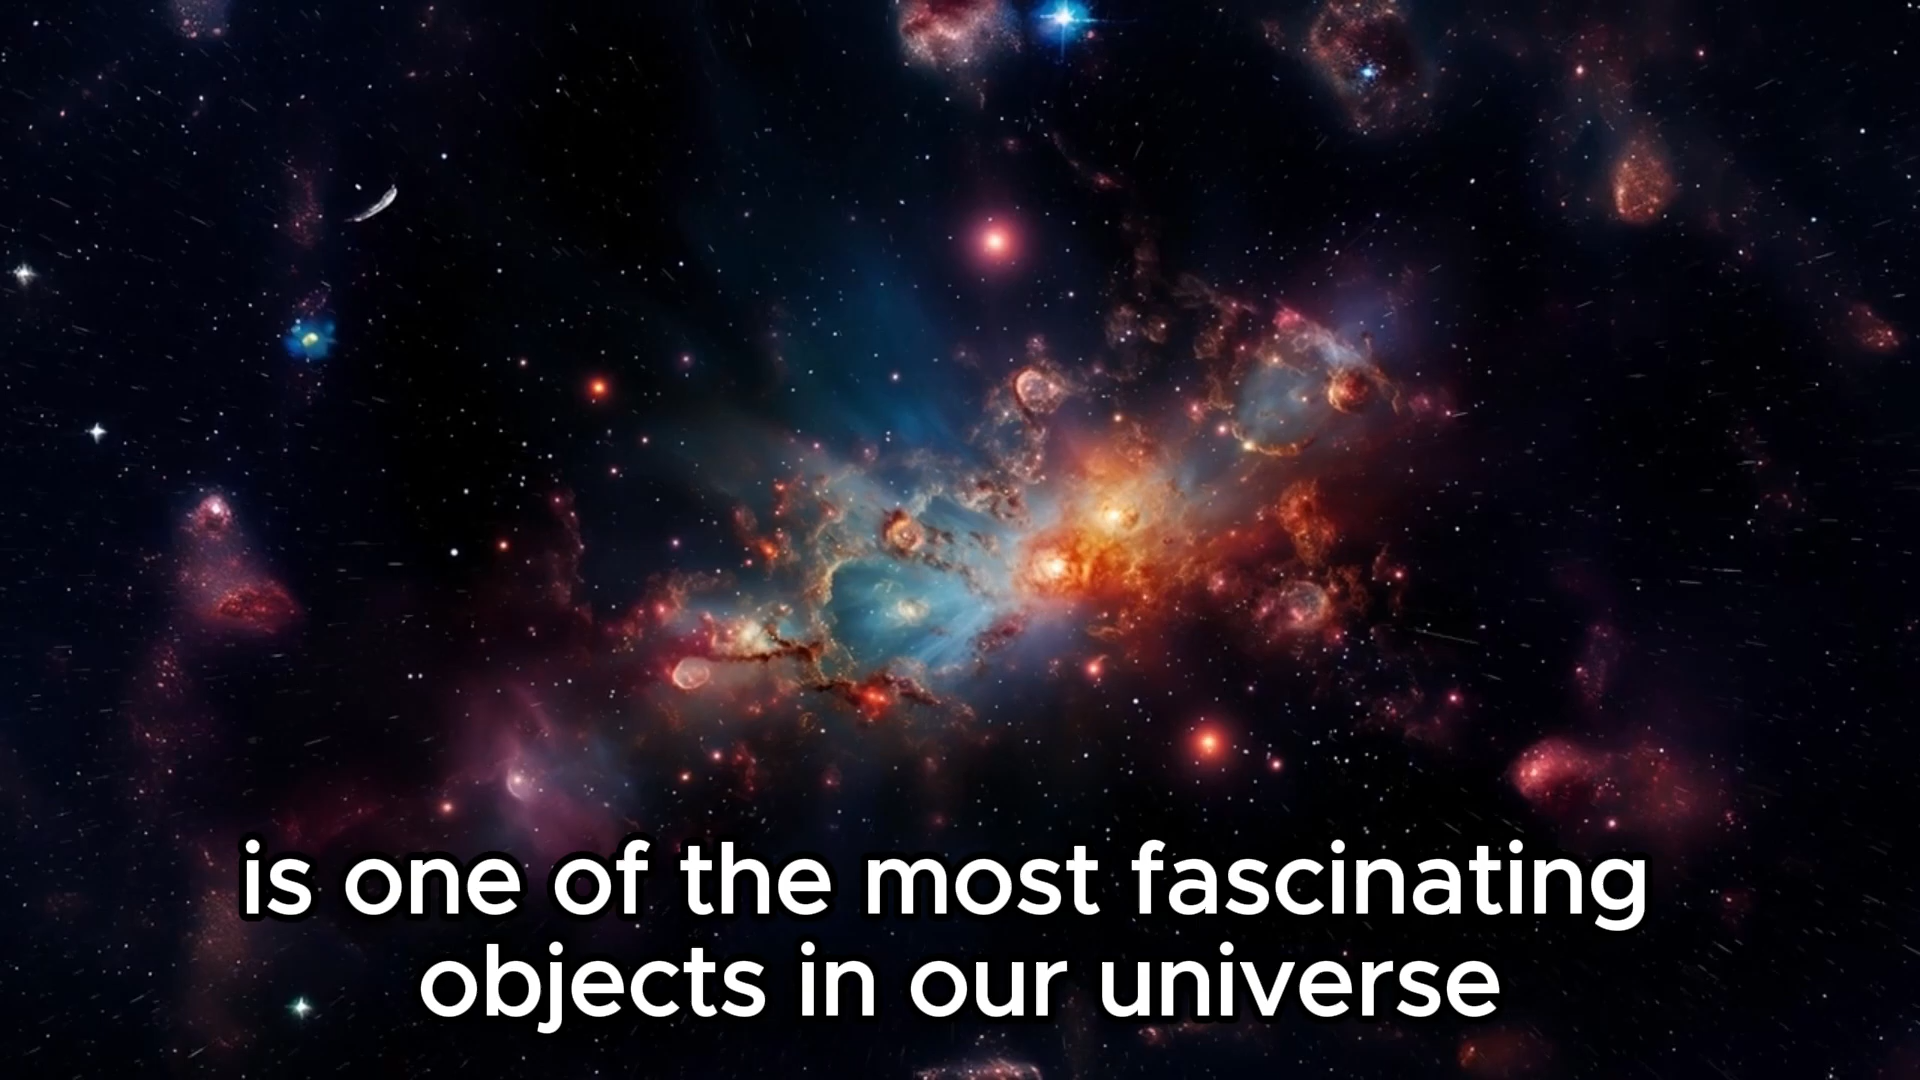 is one of the most fascinating
objects in our universe